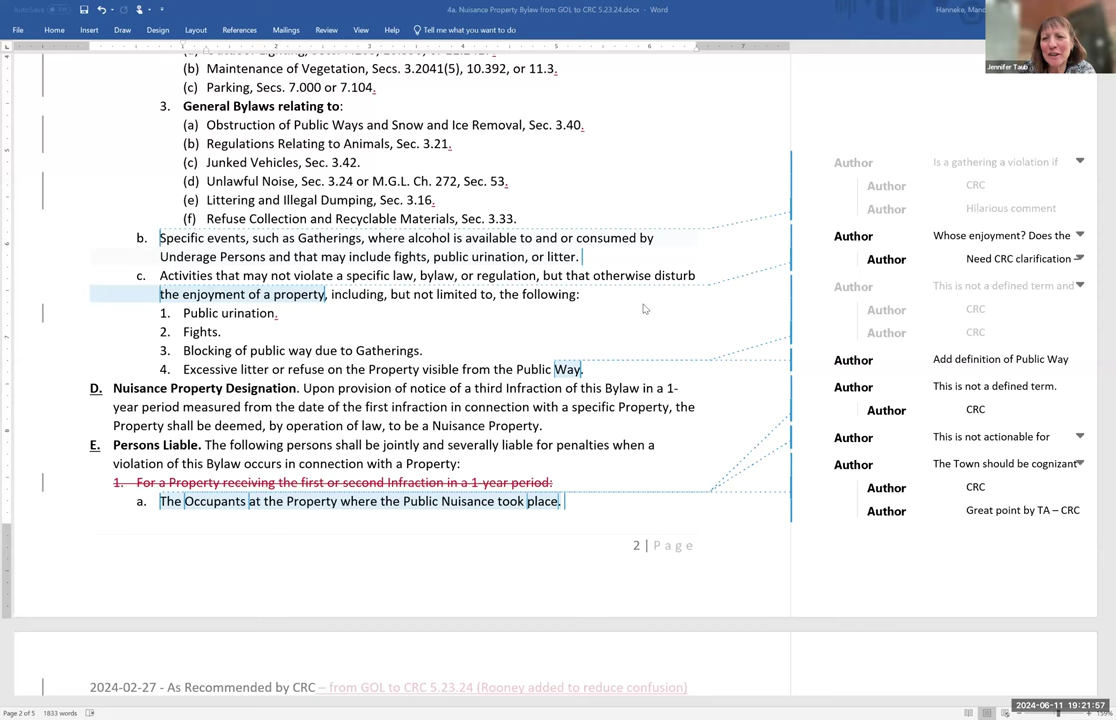 4a. Nuisance Property Bylaw from GOL to CRC 5.23.24.docx - Word
Hanneke, Manc
File Home Insert Draw Design Layout References Mailings Review View Help Tell me what you want to do
Jennifer Taub
(b) Maintenance of Vegetation, Secs. 3.2041(5), 10.392, or 11.3.
(c) Parking, Secs. 7.000 or 7.104.
3. General Bylaws relating to:
(a) Obstruction of Public Ways and Snow and Ice Removal, Sec. 3.40.
(b) Regulations Relating to Animals, Sec. 3.21.
(c) Junked Vehicles, Sec. 3.42.
(d) Unlawful Noise, Sec. 3.24 or M.G.L. Ch. 272, Sec. 53.
(e) Littering and Illegal Dumping, Sec. 3.16.
(f) Refuse Collection and Recyclable Materials, Sec. 3.33.
b. Specific events, such as Gatherings, where alcohol is available to and or consumed by
Underage Persons and that may include fights, public urination, or litter.
c. Activities that may not violate a specific law, bylaw, or regulation, but that otherwise disturb
the enjoyment of a property, including, but not limited to, the following:
1. Public urination.
2. Fights.
3. Blocking of public way due to Gatherings.
4. Excessive litter or refuse on the Property visible from the Public Way.
D. Nuisance Property Designation. Upon provision of notice of a third Infraction of this Bylaw in a 1-
year period measured from the date of the first infraction in connection with a specific Property, the
Property shall be deemed, by operation of law, to be a Nuisance Property.
E. Persons Liable. The following persons shall be jointly and severally liable for penalties when a
violation of this Bylaw occurs in connection with a Property:
1. For a Property receiving the first or second Infraction in a 1-year period:
a. The Occupants at the Property where the Public Nuisance took place.
2 | Page
Author Is a gathering a violation if
Author CRC
Author Hilarious comment
Author Whose enjoyment? Does the
Author Need CRC clarification –
Author This is not a defined term and
Author CRC
Author CRC
Author Add definition of Public Way
Author This is not a defined term.
Author CRC
Author This is not actionable for
Author The Town should be cognizant
Author CRC
Author Great point by TA – CRC
2024-02-27 - As Recommended by CRC – from GOL to CRC 5.23.24 (Rooney added to reduce confusion)
Page 2 of 5 1833 words
2024-06-11 19:21:57